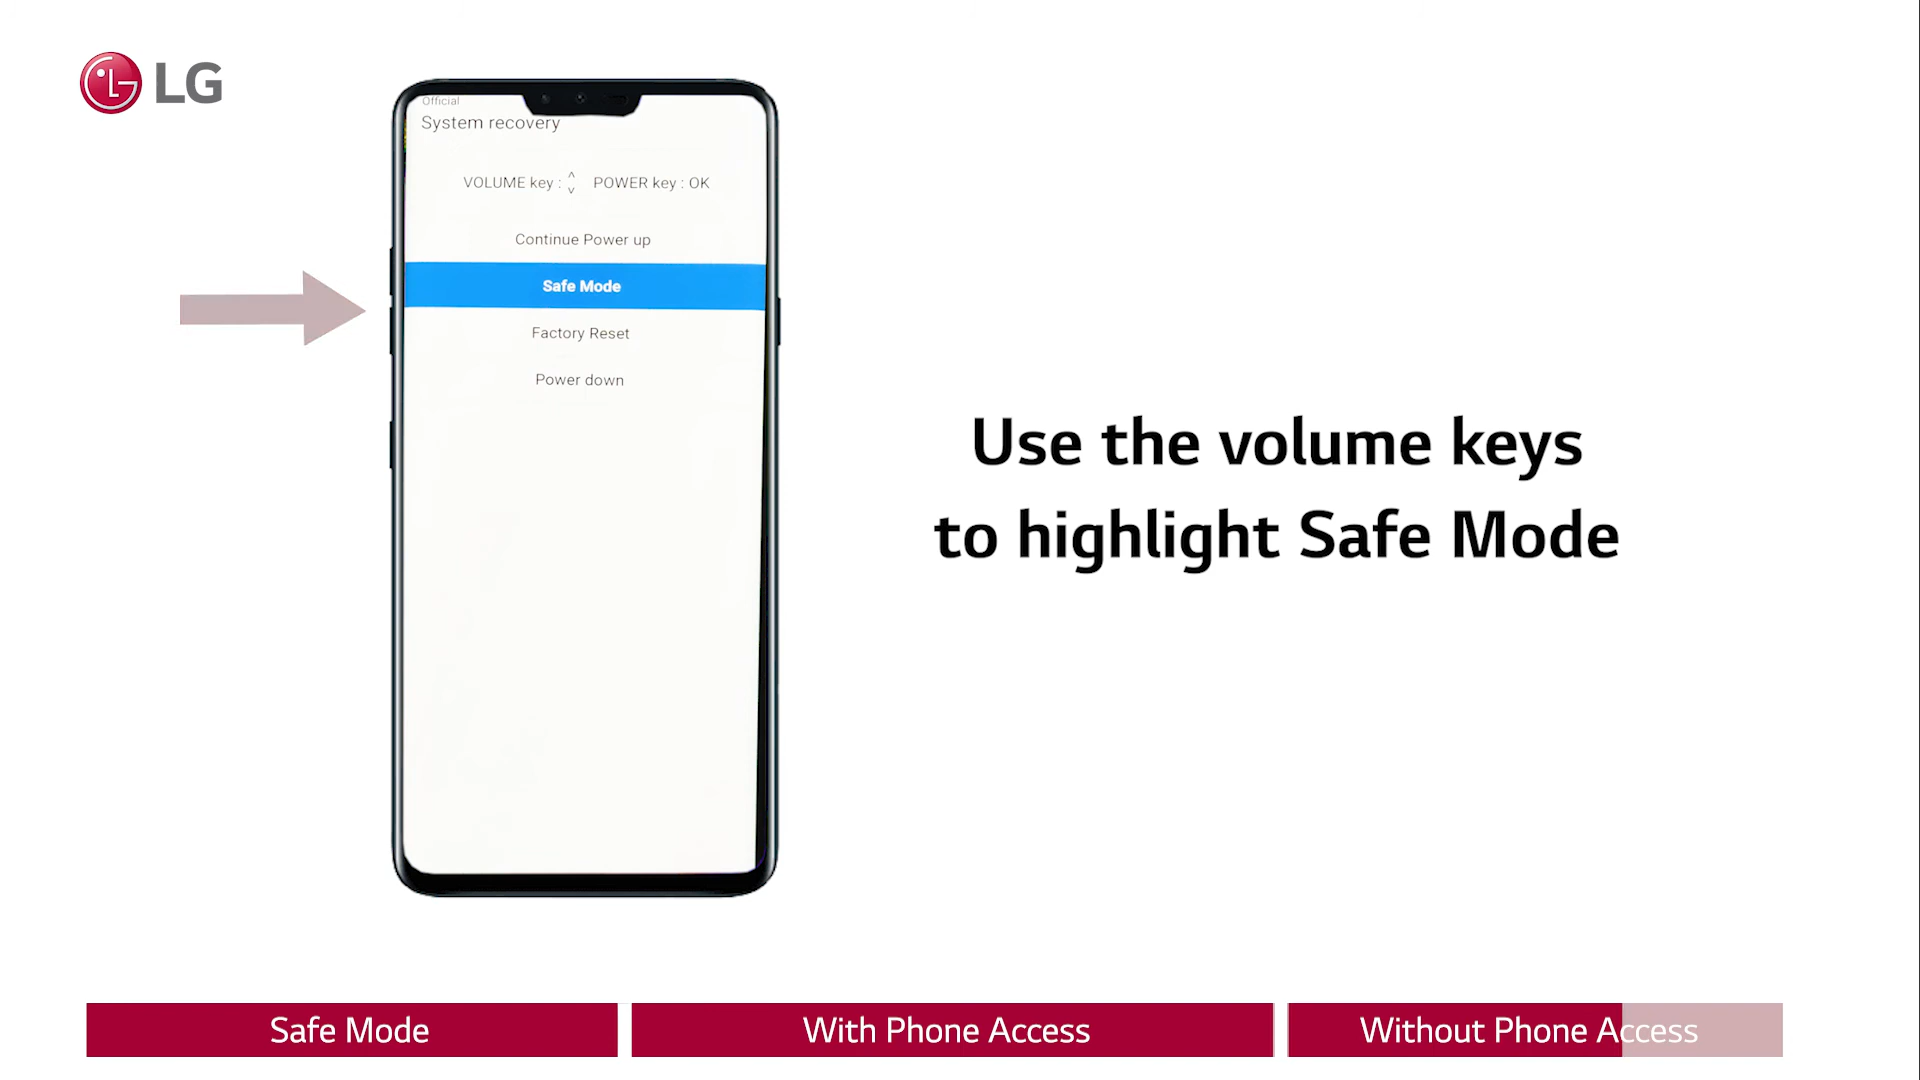 LG
Official
System recovery
VOLUME key : ^ v POWER key : OK
Continue Power up
Safe Mode
Factory Reset
Power down
Use the volume keys
to highlight Safe Mode
Safe Mode
With Phone Access
Without Phone Access